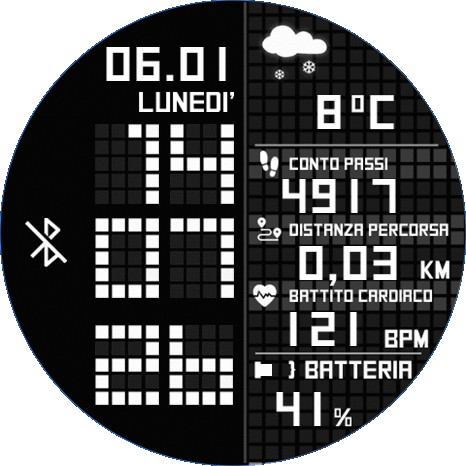 06.01
LUNEDI'
14
07
26
8°C
CONTO PASSI
4917
DISTANZA PERCORSA
0,03 KM
BATTITO CARDIACO
121 BPM
} BATTERIA
41%